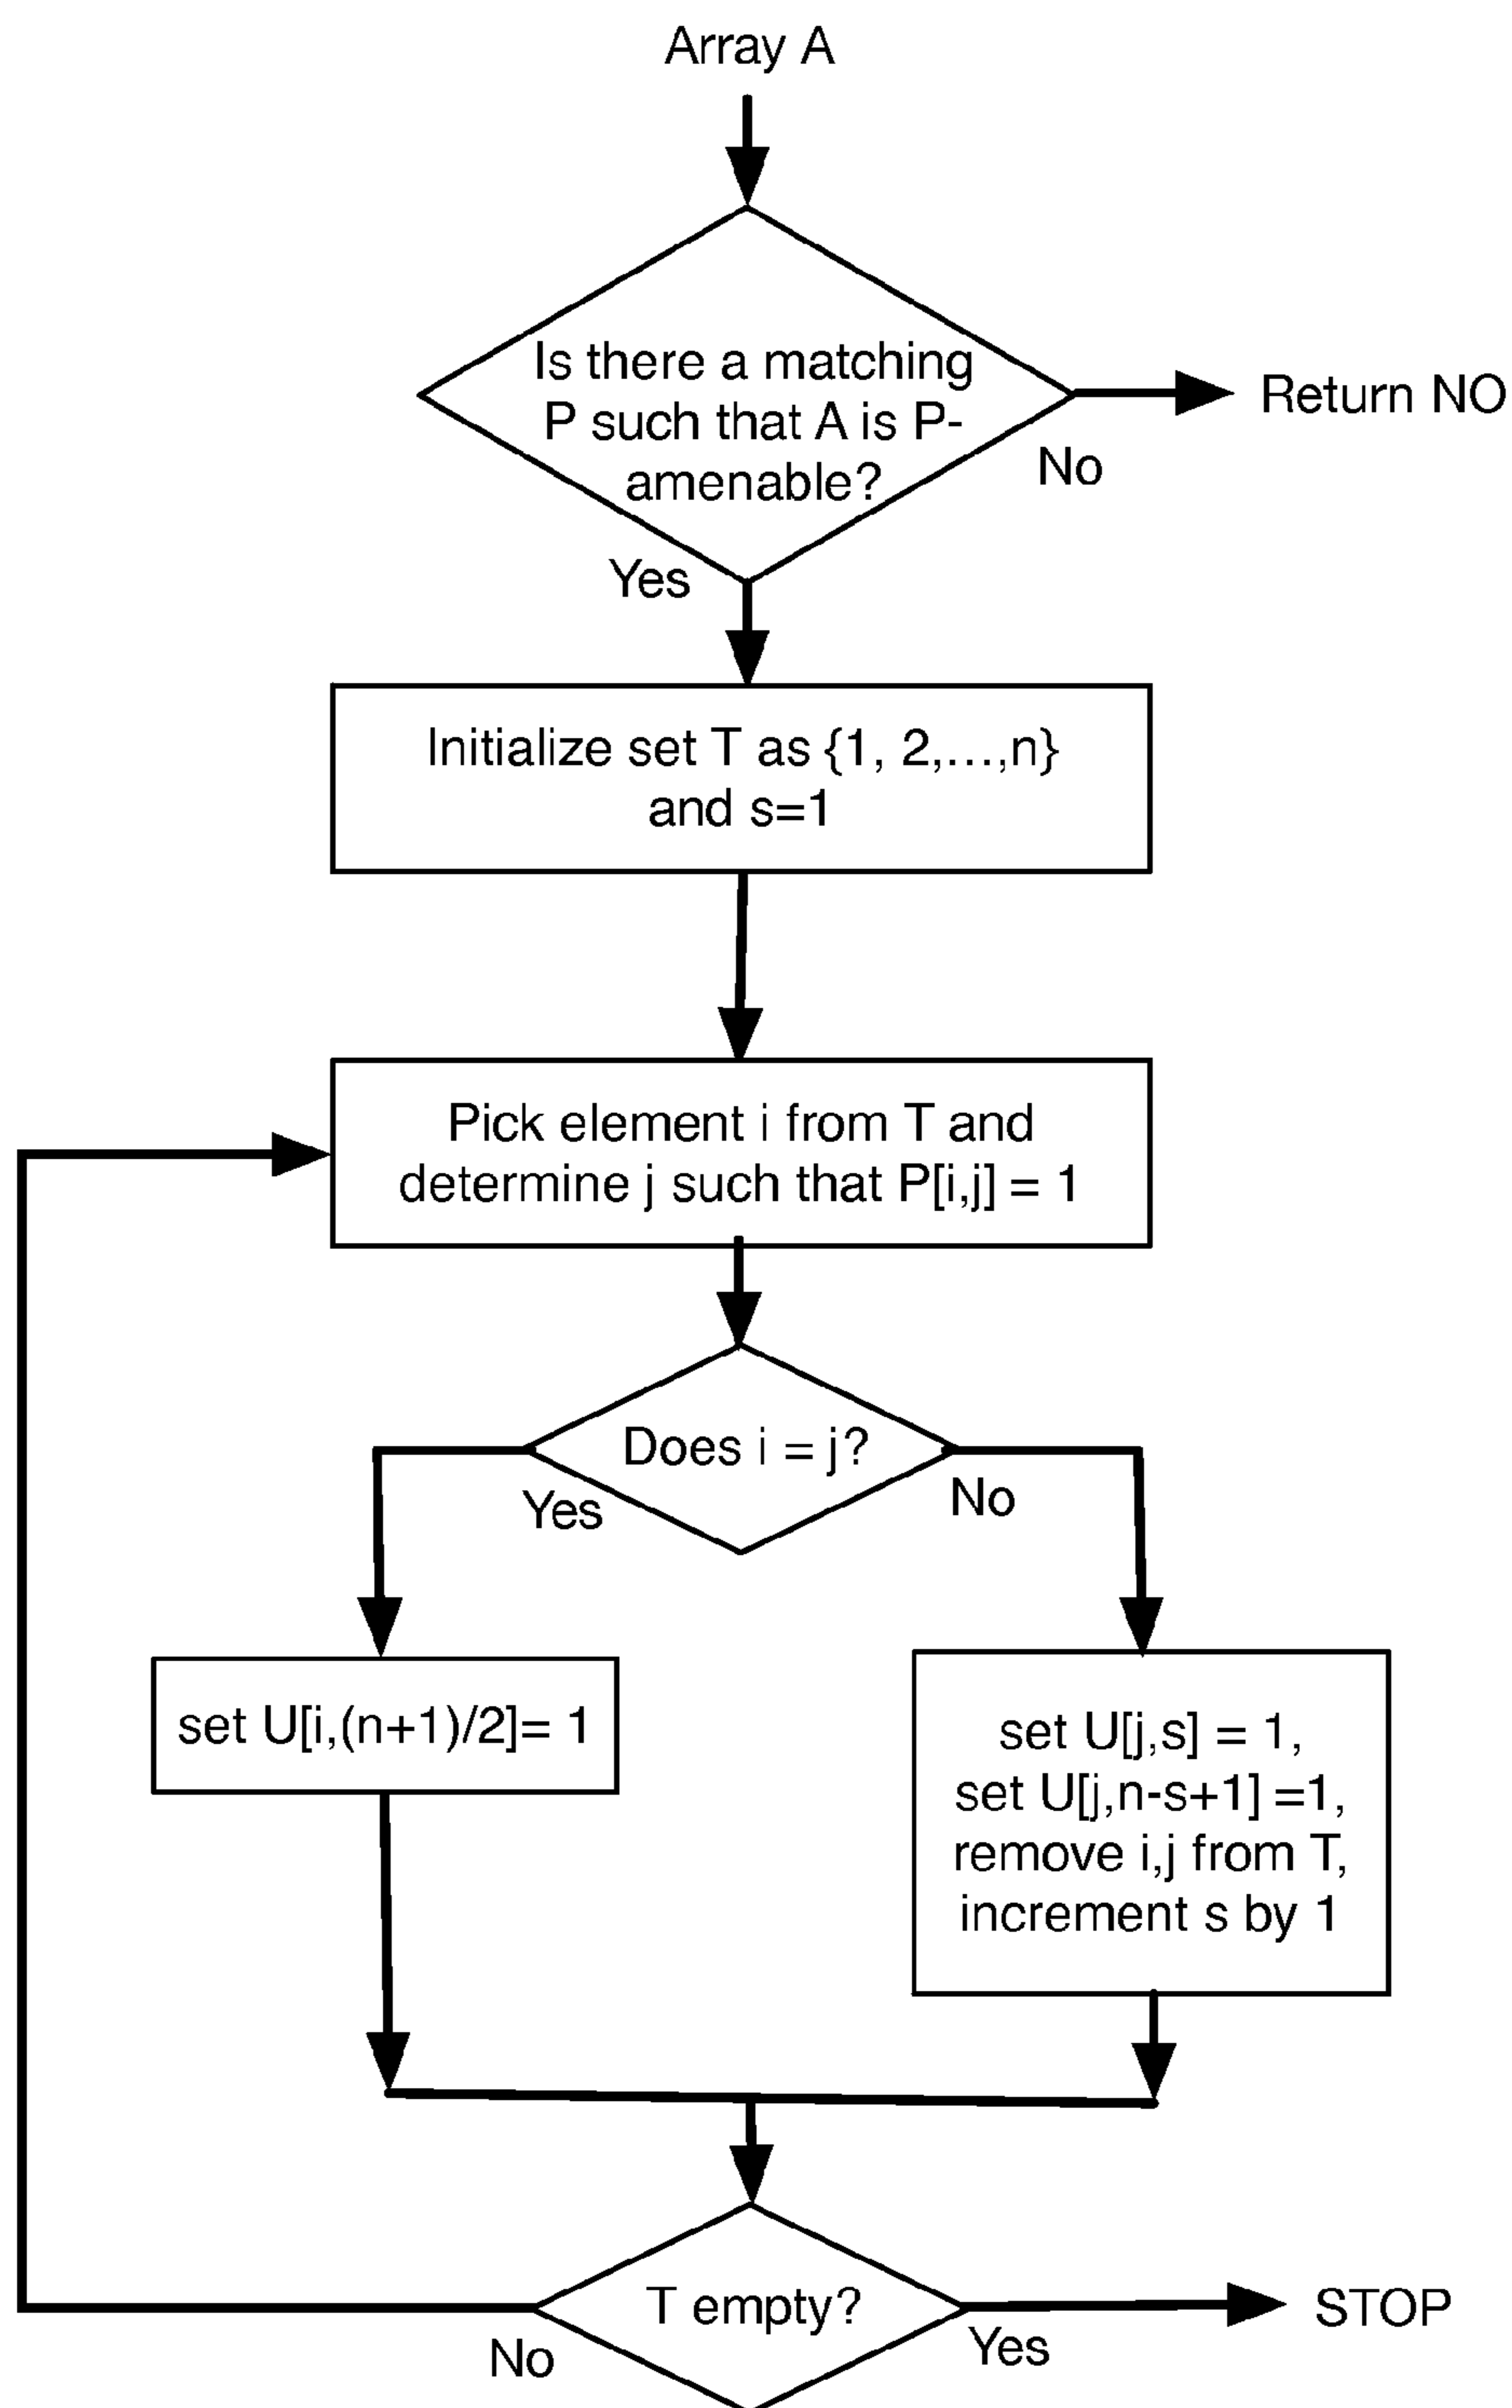 Array A
Is there a matching
P such that A is P-
amenable?
Return NO
No
Yes
Initialize set T as {1, 2,...,n}
and s=1
Pick element i from T and
determine j such that P[i,j] = 1
Does i = j?
Yes
No
set U[i,(n+1)/2]= 1
set U[j,s] = 1,
set U[j,n-s+1] =1,
remove i,j from T,
increment s by 1
T empty?
STOP
No
Yes